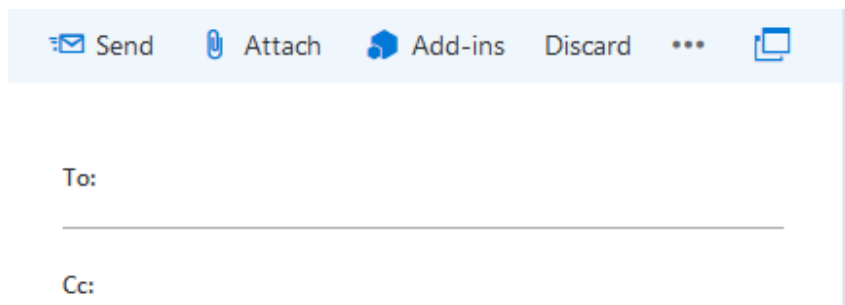 Send Attach Add-ins Discard •••
To:
Cc: